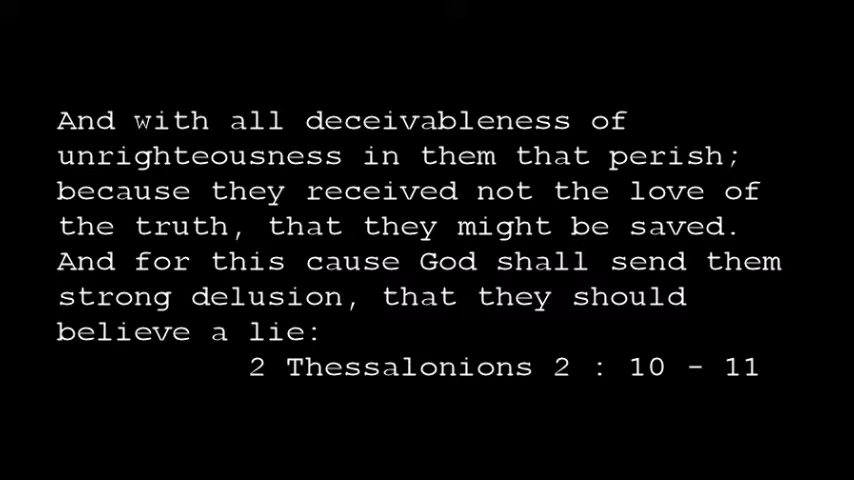 And with all deceivableness of
unrighteousness in them that perish;
because they received not the love of
the truth, that they might be saved.
And for this cause God shall send them
strong delusion, that they should
believe a lie:
2 Thessalonions 2 : 10 - 11